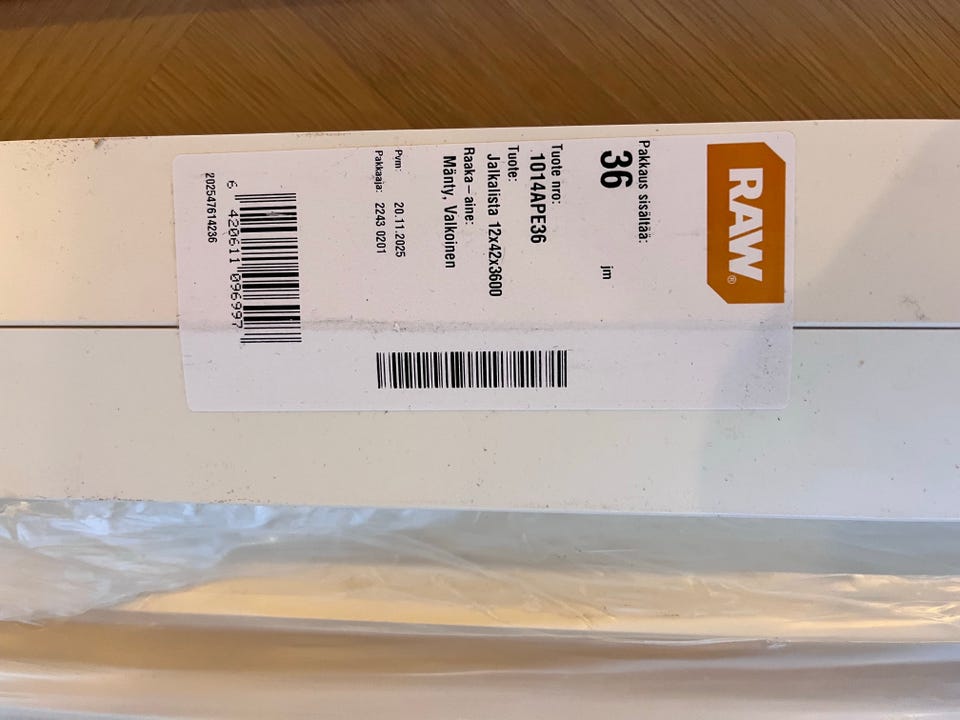 RAW®
Pakkaus sisältää:
36 jm
Tuote nro:
1014APE36
Tuote:
Jalkalista 12x42x3600
Raaka – aine:
Mänty, Valkoinen
Pvm: 20.11.2025
Pakkaaja: 2243 0201
6 420611 096997
202547614236